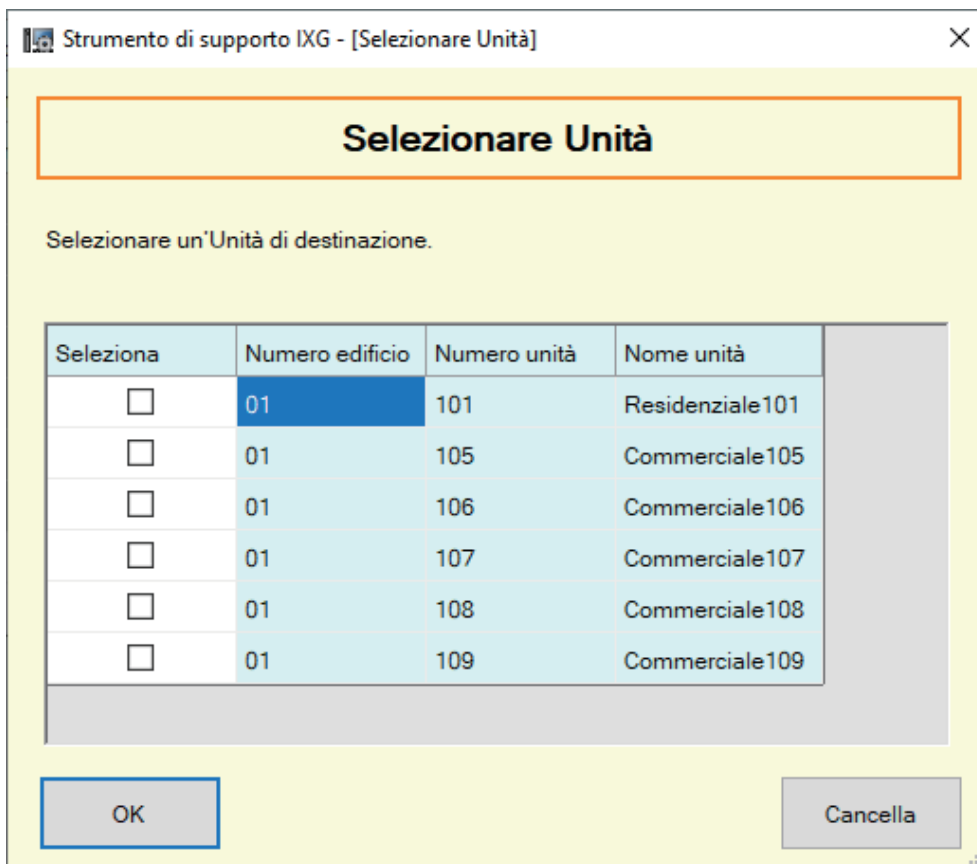 Strumento di supporto IXG - [Selezionare Unità]
Selezionare Unità
Selezionare un'Unità di destinazione.
Seleziona Numero edificio Numero unità Nome unità
01 101 Residenziale101
01 105 Commerciale105
01 106 Commerciale106
01 107 Commerciale107
01 108 Commerciale108
01 109 Commerciale109
OK Cancella